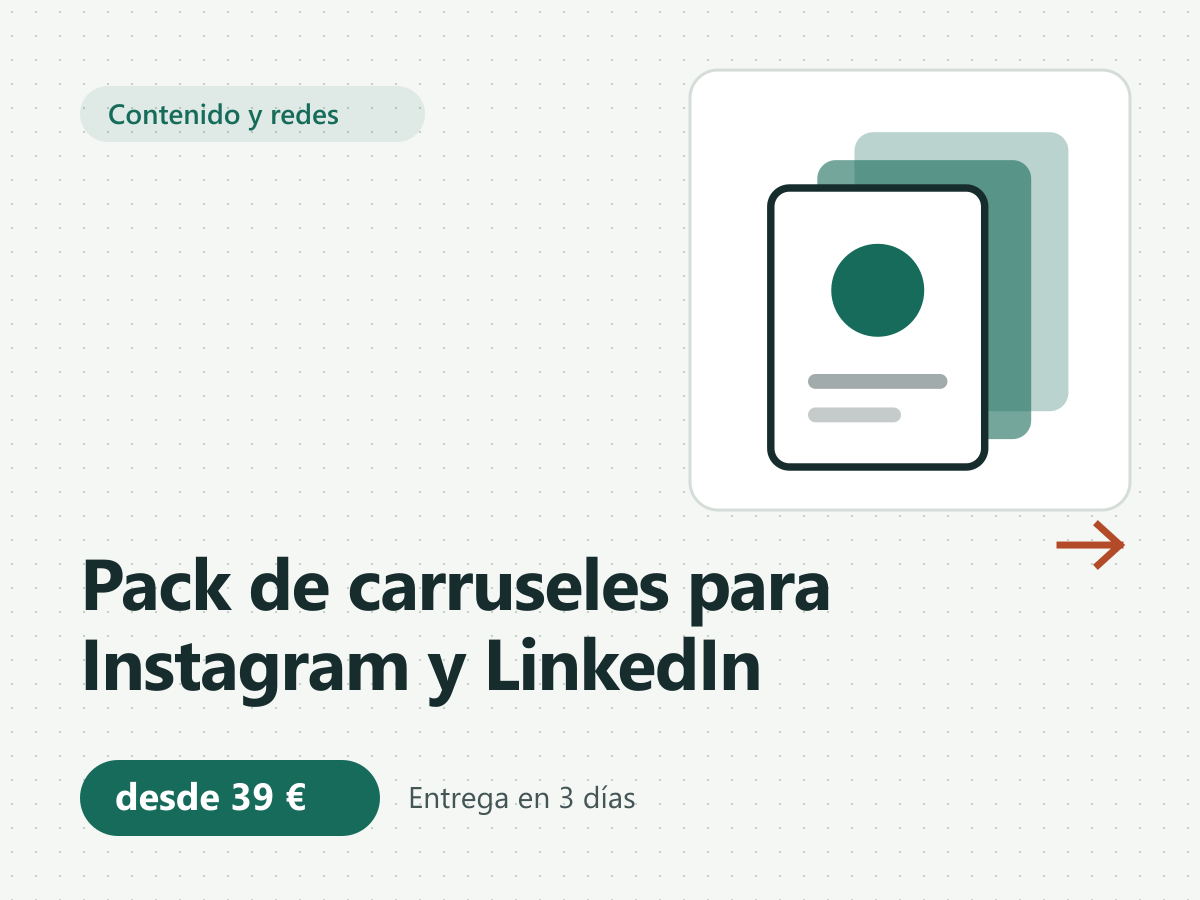 Contenido y redes
Pack de carruseles para
Instagram y LinkedIn
desde 39 €
Entrega en 3 días